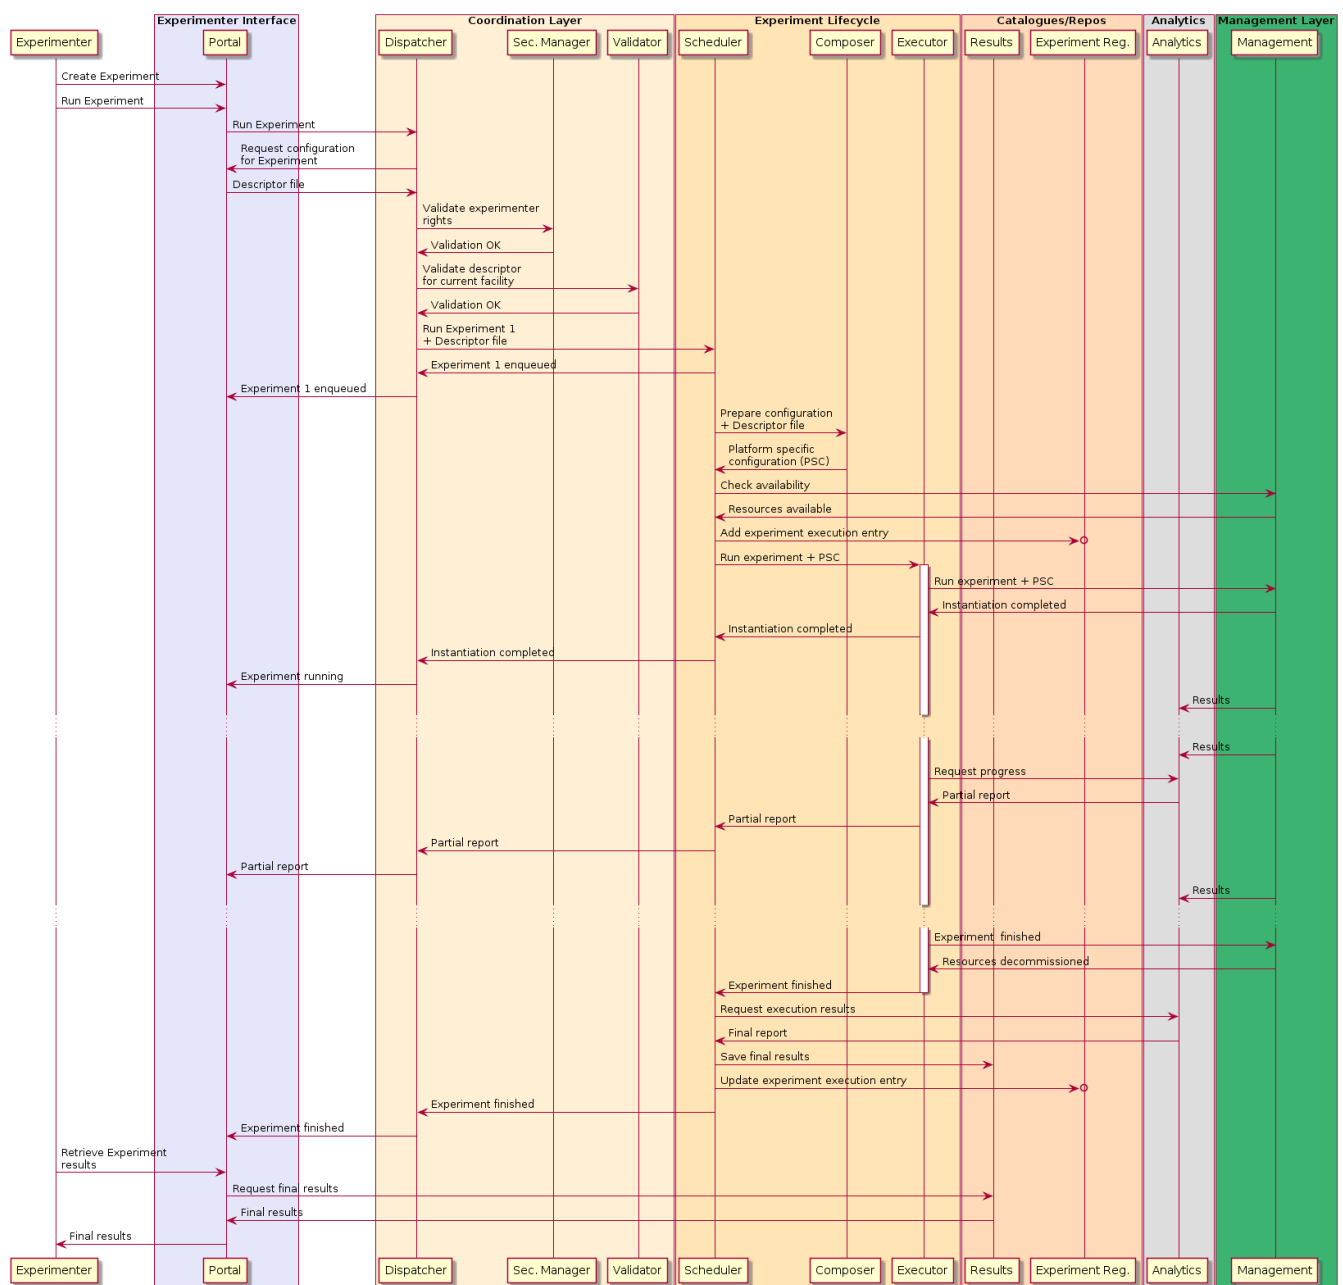 Experimenter Interface
Coordination Layer
Experiment Lifecycle
Catalogues/Repos
Analytics
Management Layer
Experimenter
Portal
Dispatcher
Sec. Manager
Validator
Scheduler
Composer
Executor
Results
Experiment Reg.
Analytics
Management
Create Experiment
Run Experiment
Run Experiment
Request configuration
for Experiment
Descriptor file
Validate experimenter
rights
Validation OK
Validate descriptor
for current facility
Validation OK
Run Experiment 1
+ Descriptor file
Experiment 1 enqueued
Experiment 1 enqueued
Prepare configuration
+ Descriptor file
Platform specific
configuration (PSC)
Check availability
Resources available
Add experiment execution entry
Run experiment + PSC
Run experiment + PSC
Instantiation completed
Instantiation completed
Instantiation completed
Experiment running
Results
Results
Request progress
Partial report
Partial report
Partial report
Partial report
Results
Experiment  finished
Resources decommissioned
Experiment finished
Request execution results
Final report
Save final results
Update experiment execution entry
Experiment finished
Experiment finished
Retrieve Experiment
results
Request final results
Final results
Final results
Experimenter
Portal
Dispatcher
Sec. Manager
Validator
Scheduler
Composer
Executor
Results
Experiment Reg.
Analytics
Management